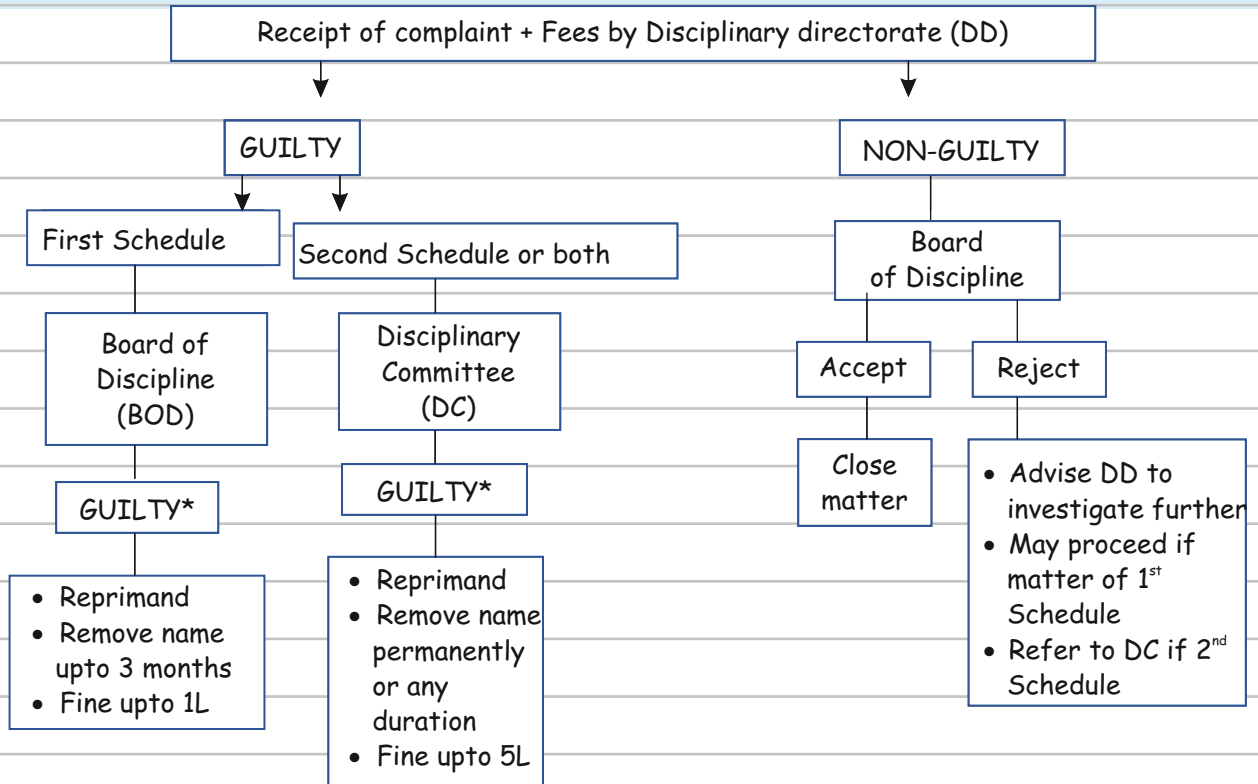 Receipt of complaint + Fees by Disciplinary directorate (DD)
GUILTY
First Schedule
Board of
Discipline
(BOD)
GUILTY*
• Reprimand
• Remove name
upto 3 months
• Fine upto 1L
Second Schedule or both
Disciplinary
Committee
(DC)
GUILTY*
• Reprimand
• Remove name
permanently
or any
duration
• Fine upto 5L
NON-GUILTY
Board
of Discipline
Accept
Close
matter
Reject
• Advise DD to
investigate further
• May proceed if
matter of 1st
Schedule
• Refer to DC if 2nd
Schedule